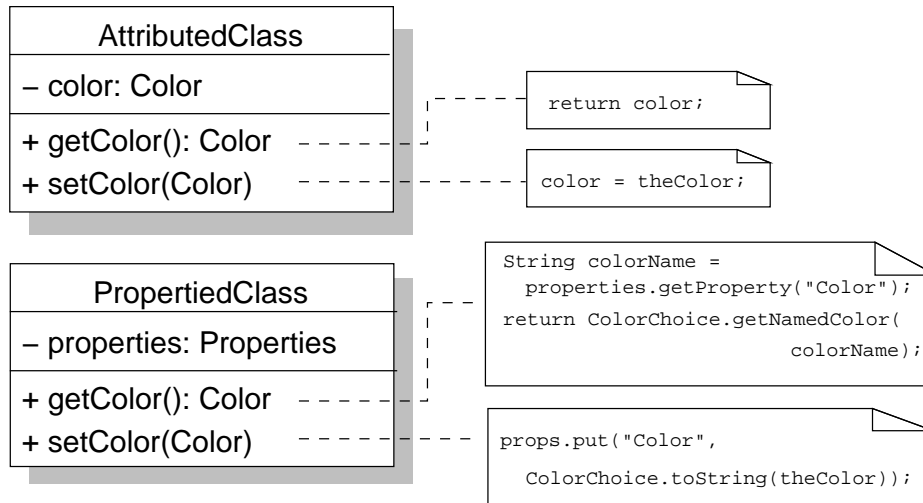 AttributedClass
– color: Color
+ getColor(): Color
+ setColor(Color)
return color;
color = theColor;
PropertiedClass
– properties: Properties
+ getColor(): Color
+ setColor(Color)
String colorName =
properties.getProperty("Color");
return ColorChoice.getNamedColor(
colorName);
props.put("Color",
ColorChoice.toString(theColor));